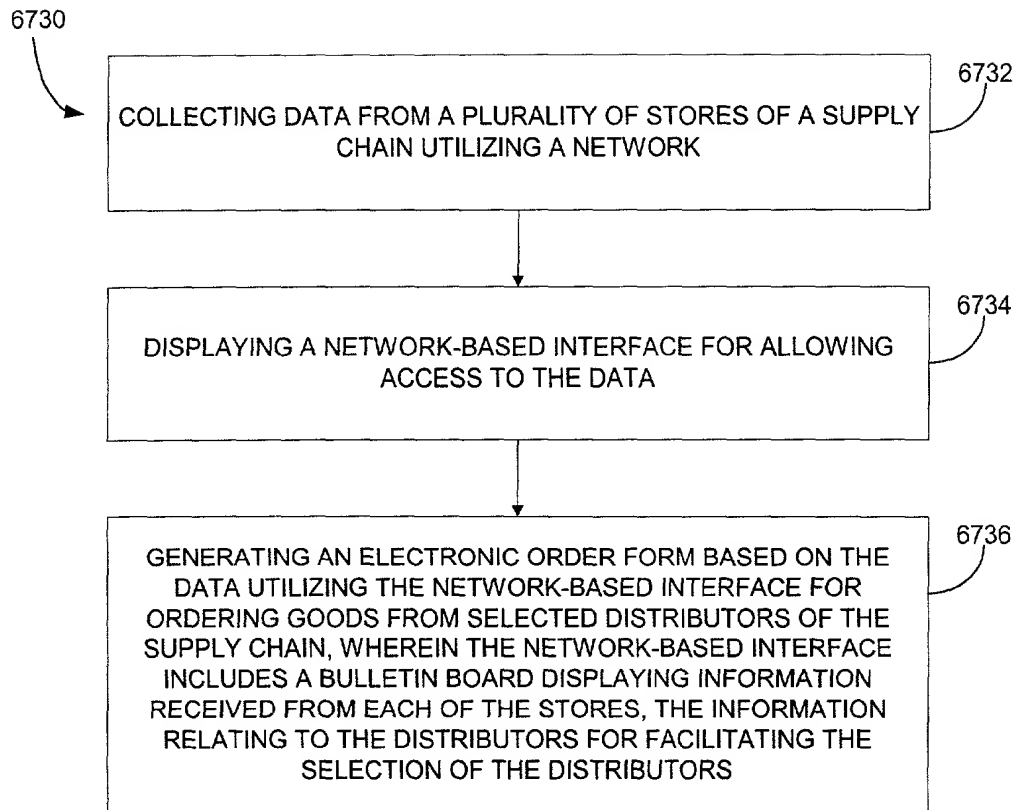 6730
6732
COLLECTING DATA FROM A PLURALITY OF STORES OF A SUPPLY
CHAIN UTILIZING A NETWORK
6734
DISPLAYING A NETWORK-BASED INTERFACE FOR ALLOWING
ACCESS TO THE DATA
6736
GENERATING AN ELECTRONIC ORDER FORM BASED ON THE
DATA UTILIZING THE NETWORK-BASED INTERFACE FOR
ORDERING GOODS FROM SELECTED DISTRIBUTORS OF THE
SUPPLY CHAIN, WHEREIN THE NETWORK-BASED INTERFACE
INCLUDES A BULLETIN BOARD DISPLAYING INFORMATION
RECEIVED FROM EACH OF THE STORES, THE INFORMATION
RELATING TO THE DISTRIBUTORS FOR FACILITATING THE
SELECTION OF THE DISTRIBUTORS